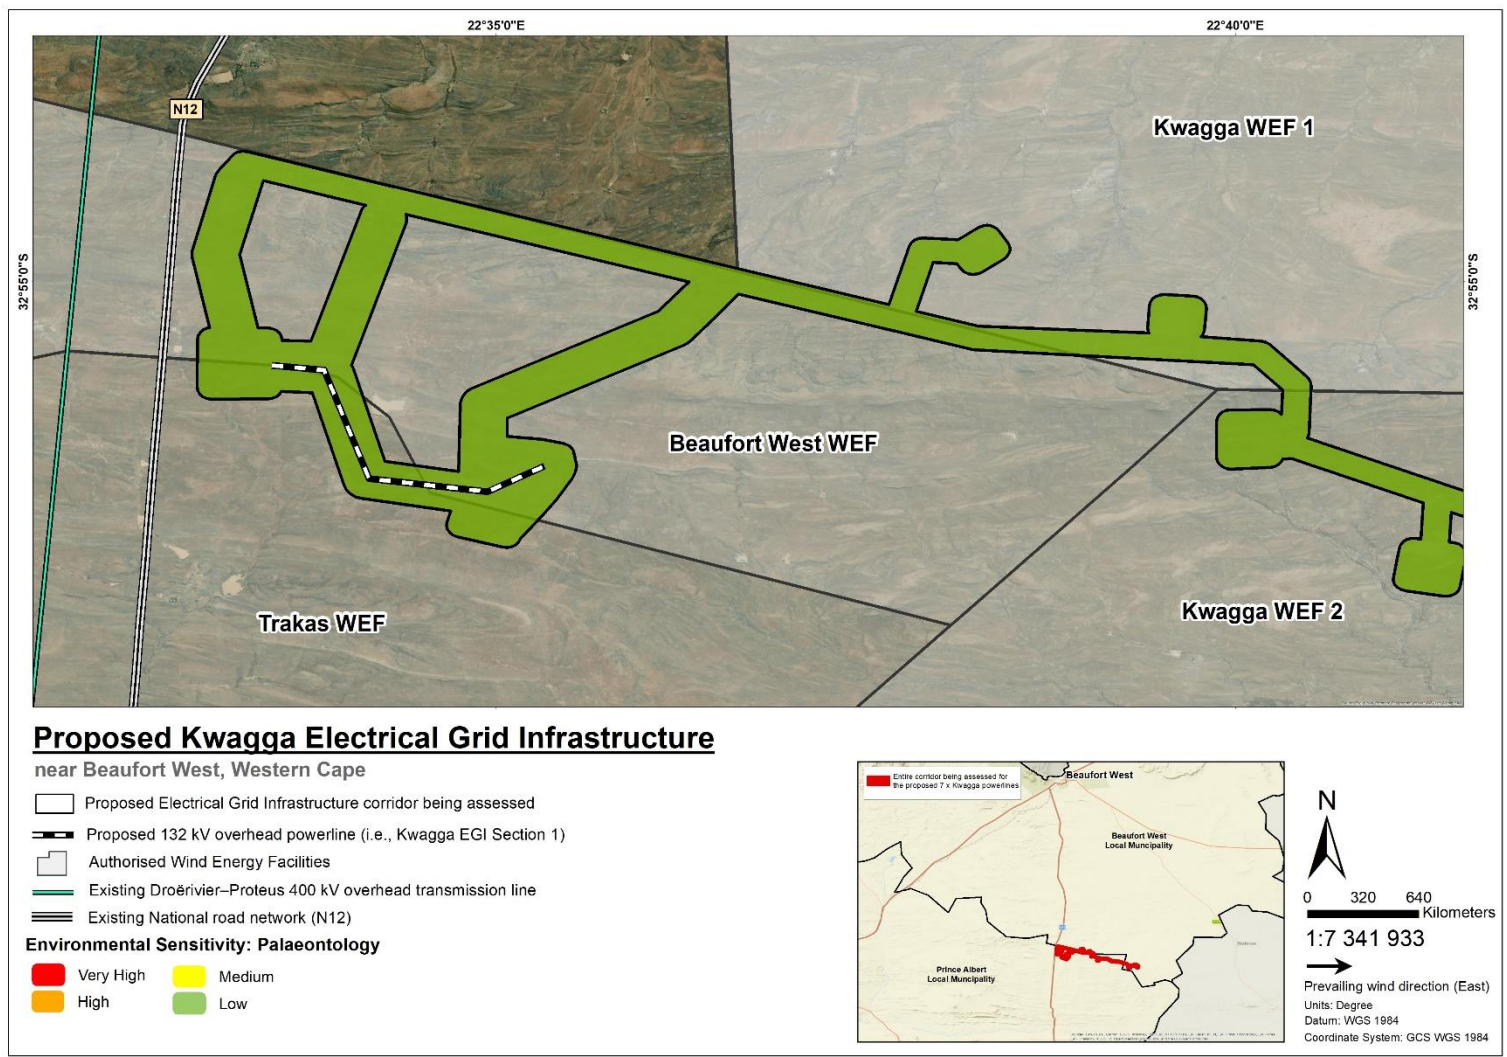 22°35'0"E
22°40'0"E
N12
Kwagga WEF 1
32°55'0"S
32°55'0"S
Beaufort West WEF
Kwagga WEF 2
Trakas WEF
Proposed Kwagga Electrical Grid Infrastructure
near Beaufort West, Western Cape
Proposed Electrical Grid Infrastructure corridor being assessed
Proposed 132 kV overhead powerline (i.e., Kwagga EGI Section 1)
Authorised Wind Energy Facilities
Existing Droërivier–Proteus 400 kV overhead transmission line
Existing National road network (N12)
Environmental Sensitivity: Palaeontology
Very High
Medium
High
Low
Entire corridor being assessed for
the proposed 7 x Kwagga powerlines
Beaufort West
Beaufort West
Local Muncipality
Prince Albert
Local Muncipality
N
0 320 640
Kilometers
1:7 341 933
Prevailing wind direction (East)
Units: Degree
Datum: WGS 1984
Coordinate System: GCS WGS 1984